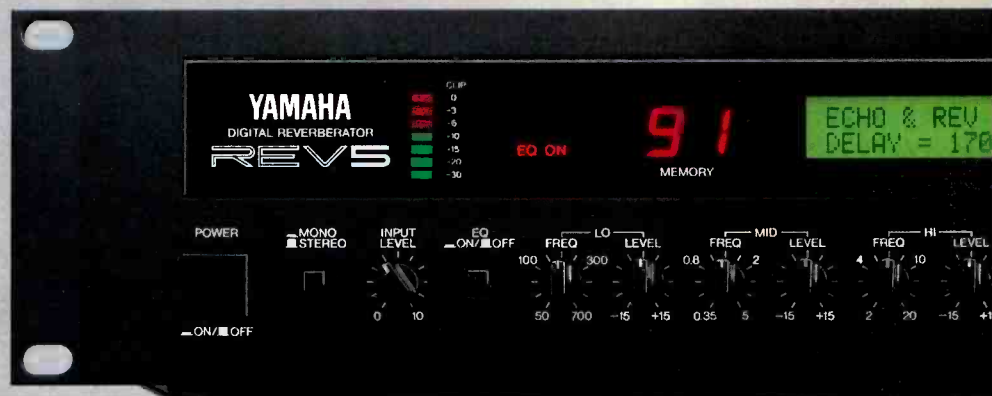 YAMAHA
DIGITAL REVERBERATOR
REV5
CLIP
0
-3
-6
-10
-15
-20
-30
EQ ON
91
MEMORY
ECHO & REV
DELAY = 170
POWER
ON/OFF
MONO
STEREO
INPUT
LEVEL
0 10
EQ
ON/OFF
LO
FREQ LEVEL
100 300
50 700 -15 +15
MID
FREQ LEVEL
0.8 2
0.35 5 -15 +15
HI
FREQ LEVEL
4 10
2 20 -15